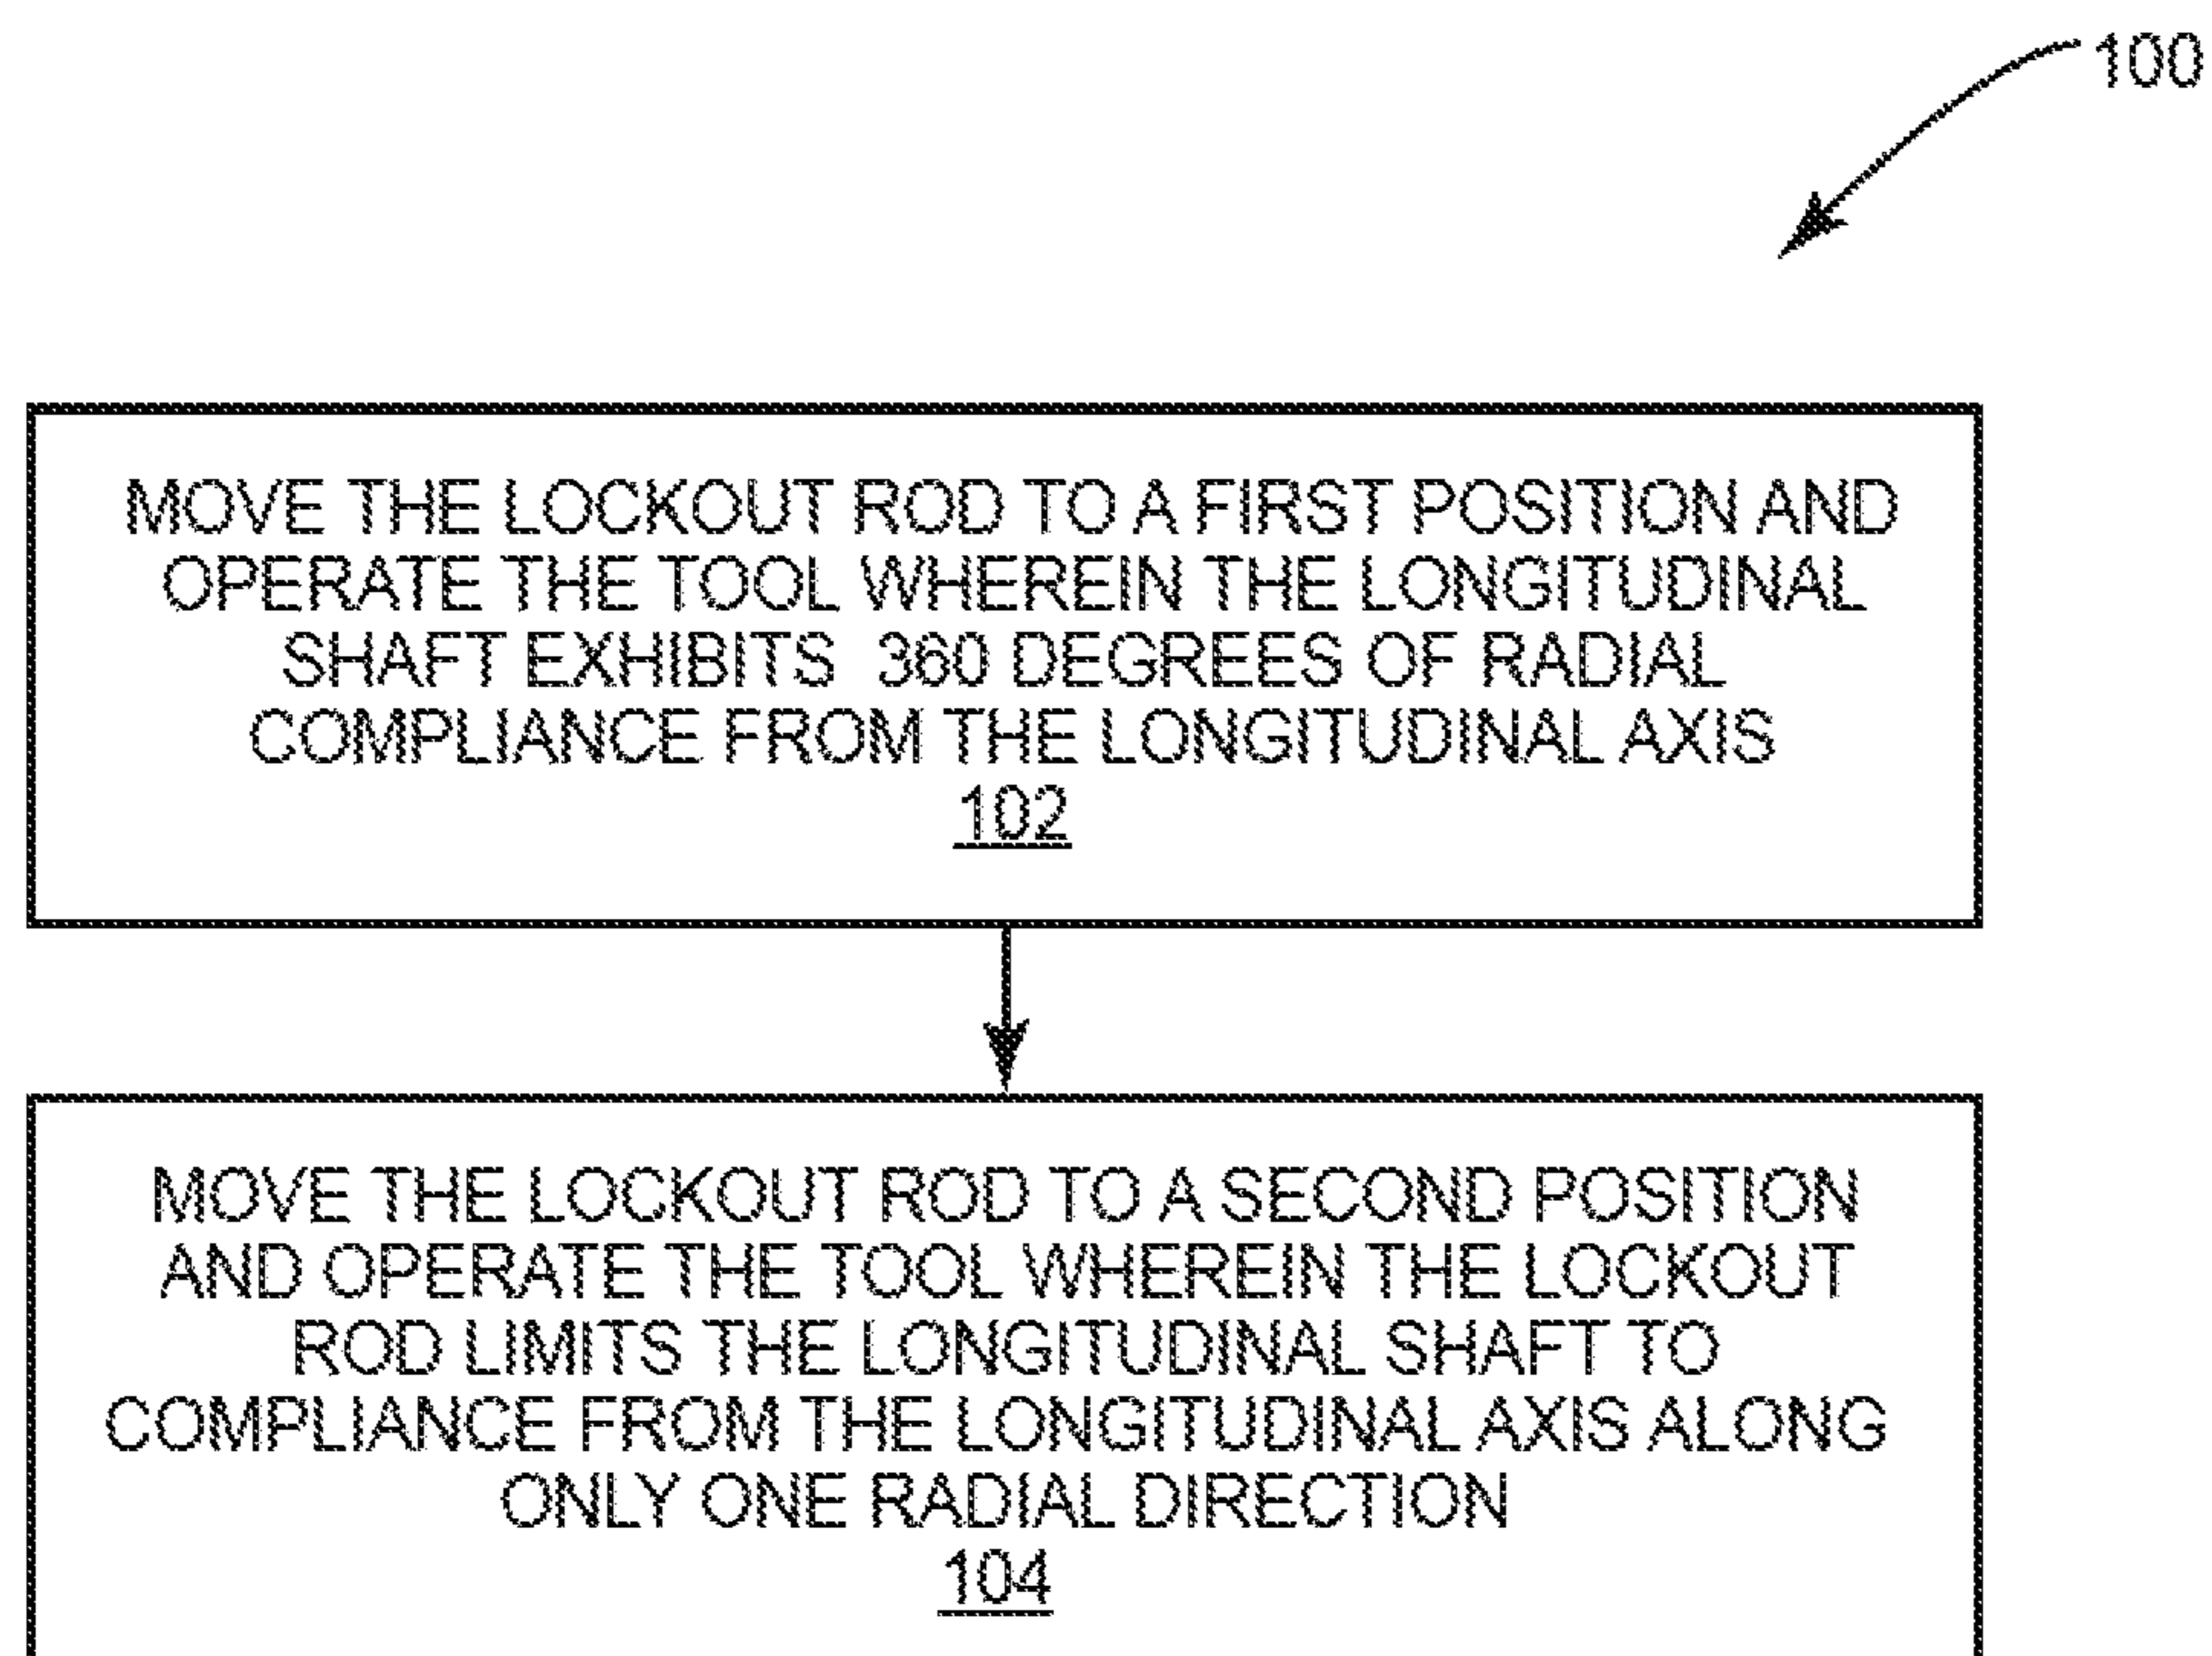 100
MOVE THE LOCKOUT ROD TO A FIRST POSITION AND
OPERATE THE TOOL WHEREIN THE LONGITUDINAL
SHAFT EXHIBITS 360 DEGREES OF RADIAL
COMPLIANCE FROM THE LONGITUDINAL AXIS
102
MOVE THE LOCKOUT ROD TO A SECOND POSITION
AND OPERATE THE TOOL WHEREIN THE LOCKOUT
ROD LIMITS THE LONGITUDINAL SHAFT TO
COMPLIANCE FROM THE LONGITUDINAL AXIS ALONG
ONLY ONE RADIAL DIRECTION
104